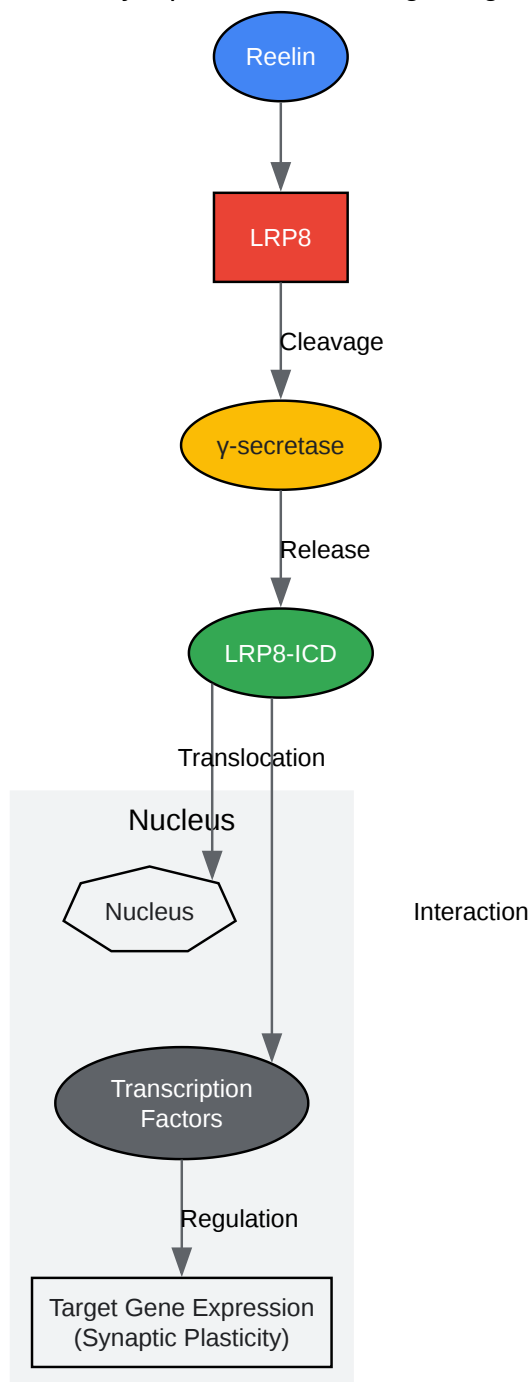 Reelin
LRP8
Cleavage
γ-secretase
Release
LRP8-ICD
Translocation
Nucleus
Nucleus
Interaction
Transcription
Factors
Regulation
Target Gene Expression
(Synaptic Plasticity)